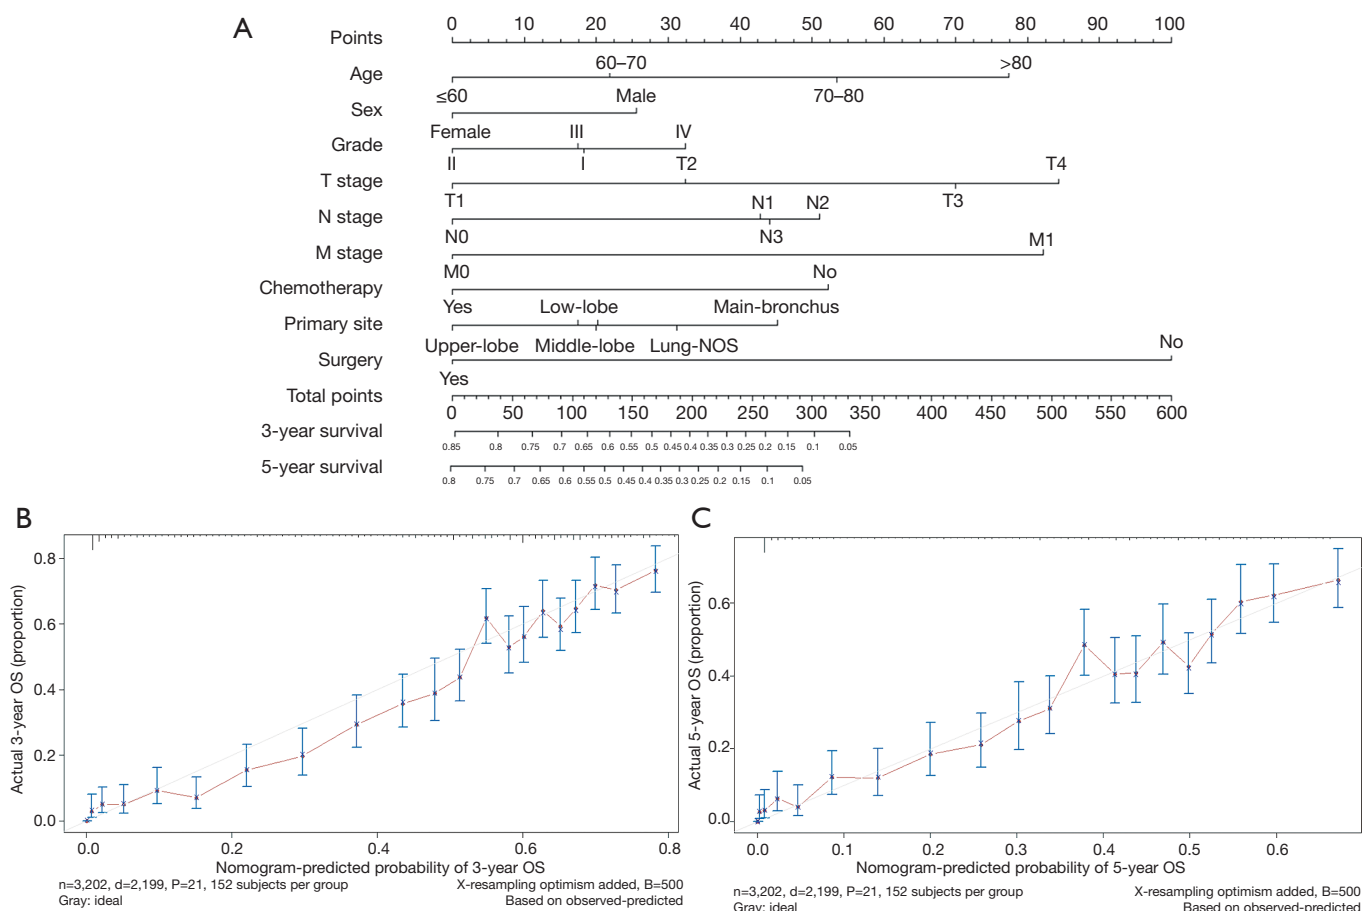 A
Points 0 10 20 30 40 50 60 70 80 90 100
60–70 >80
Age
≤60 Male 70–80
Sex
Female III IV
Grade
II I T2 T4
T stage
T1 N1 N2 T3
N stage
N0 N3 M1
M stage
M0 No
Chemotherapy
Yes Low-lobe Main-bronchus
Primary site
Upper-lobe Middle-lobe Lung-NOS No
Surgery
Yes
Total points
0 50 100 150 200 250 300 350 400 450 500 550 600
3-year survival
0.85 0.8 0.75 0.7 0.65 0.6 0.55 0.5 0.45 0.4 0.35 0.3 0.25 0.2 0.15 0.1 0.05
5-year survival
0.8 0.75 0.7 0.65 0.6 0.55 0.5 0.45 0.4 0.35 0.3 0.25 0.2 0.15 0.1 0.05
B
Actual 3-year OS (proportion)
0.8
0.6
0.4
0.2
0.0
0.0 0.2 0.4 0.6 0.8
Nomogram-predicted probability of 3-year OS
n=3,202, d=2,199, P=21, 152 subjects per group X-resampling optimism added, B=500
Gray: ideal Based on observed-predicted
C
Actual 5-year OS (proportion)
0.6
0.4
0.2
0.0
0.0 0.1 0.2 0.3 0.4 0.5 0.6
Nomogram-predicted probability of 5-year OS
n=3,202, d=2,199, P=21, 152 subjects per group X-resampling optimism added, B=500
Gray: ideal Based on observed-predicted